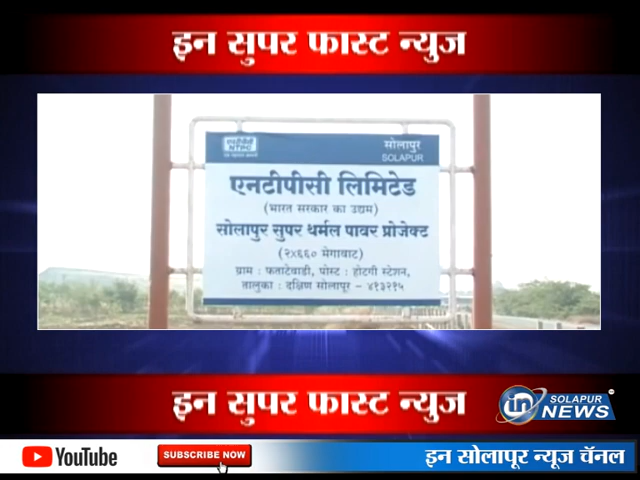 इन सुपर फास्ट न्युज
एनटीपीसी
NTPC
सोलापुर
SOLAPUR
एनटीपीसी लिमिटेड
(भारत सरकार का उद्यम)
सोलापुर सुपर थर्मल पावर प्रोजेक्ट
(२x६६० मेगावाट)
ग्राम : फताटेवाडी, पोस्ट : होटगी स्टेशन,
तालुका : दक्षिण सोलापूर - ४१३२१५
इन सुपर फास्ट न्युज
in SOLAPUR
NEWS
YouTube
SUBSCRIBE NOW
इन सोलापूर न्यूज चॅनल